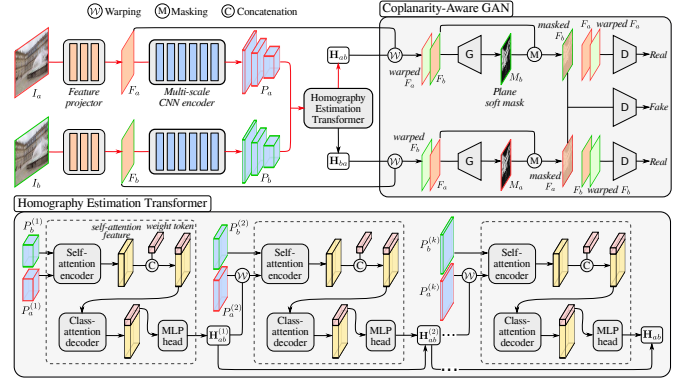 Ⓦ Warping Ⓜ Masking Ⓒ Concatenation
Coplanarity-Aware GAN
I_a
Feature
projector
F_a
Multi-scale
CNN encoder
P_a
H_ab
Homography
Estimation
Transformer
H_ba
I_b
F_b
P_b
W
warped
F_a
F_b
G
M_b
Plane
soft mask
M
masked
F_b
F_a
warped F_a
D
Real
D
Fake
W
warped
F_b
F_a
G
M_a
M
masked
F_a
F_b
warped F_b
D
Real
Homography Estimation Transformer
P_b^(1)
P_a^(1)
self-attention
feature
weight token
Self-
attention
encoder
C
Class-
attention
decoder
MLP
head
H_ab^(1)
P_b^(2)
P_a^(2)
W
Self-
attention
encoder
C
Class-
attention
decoder
MLP
head
H_ab^(2)
...
P_b^(k)
P_a^(k)
W
Self-
attention
encoder
C
Class-
attention
decoder
MLP
head
H_ab
...